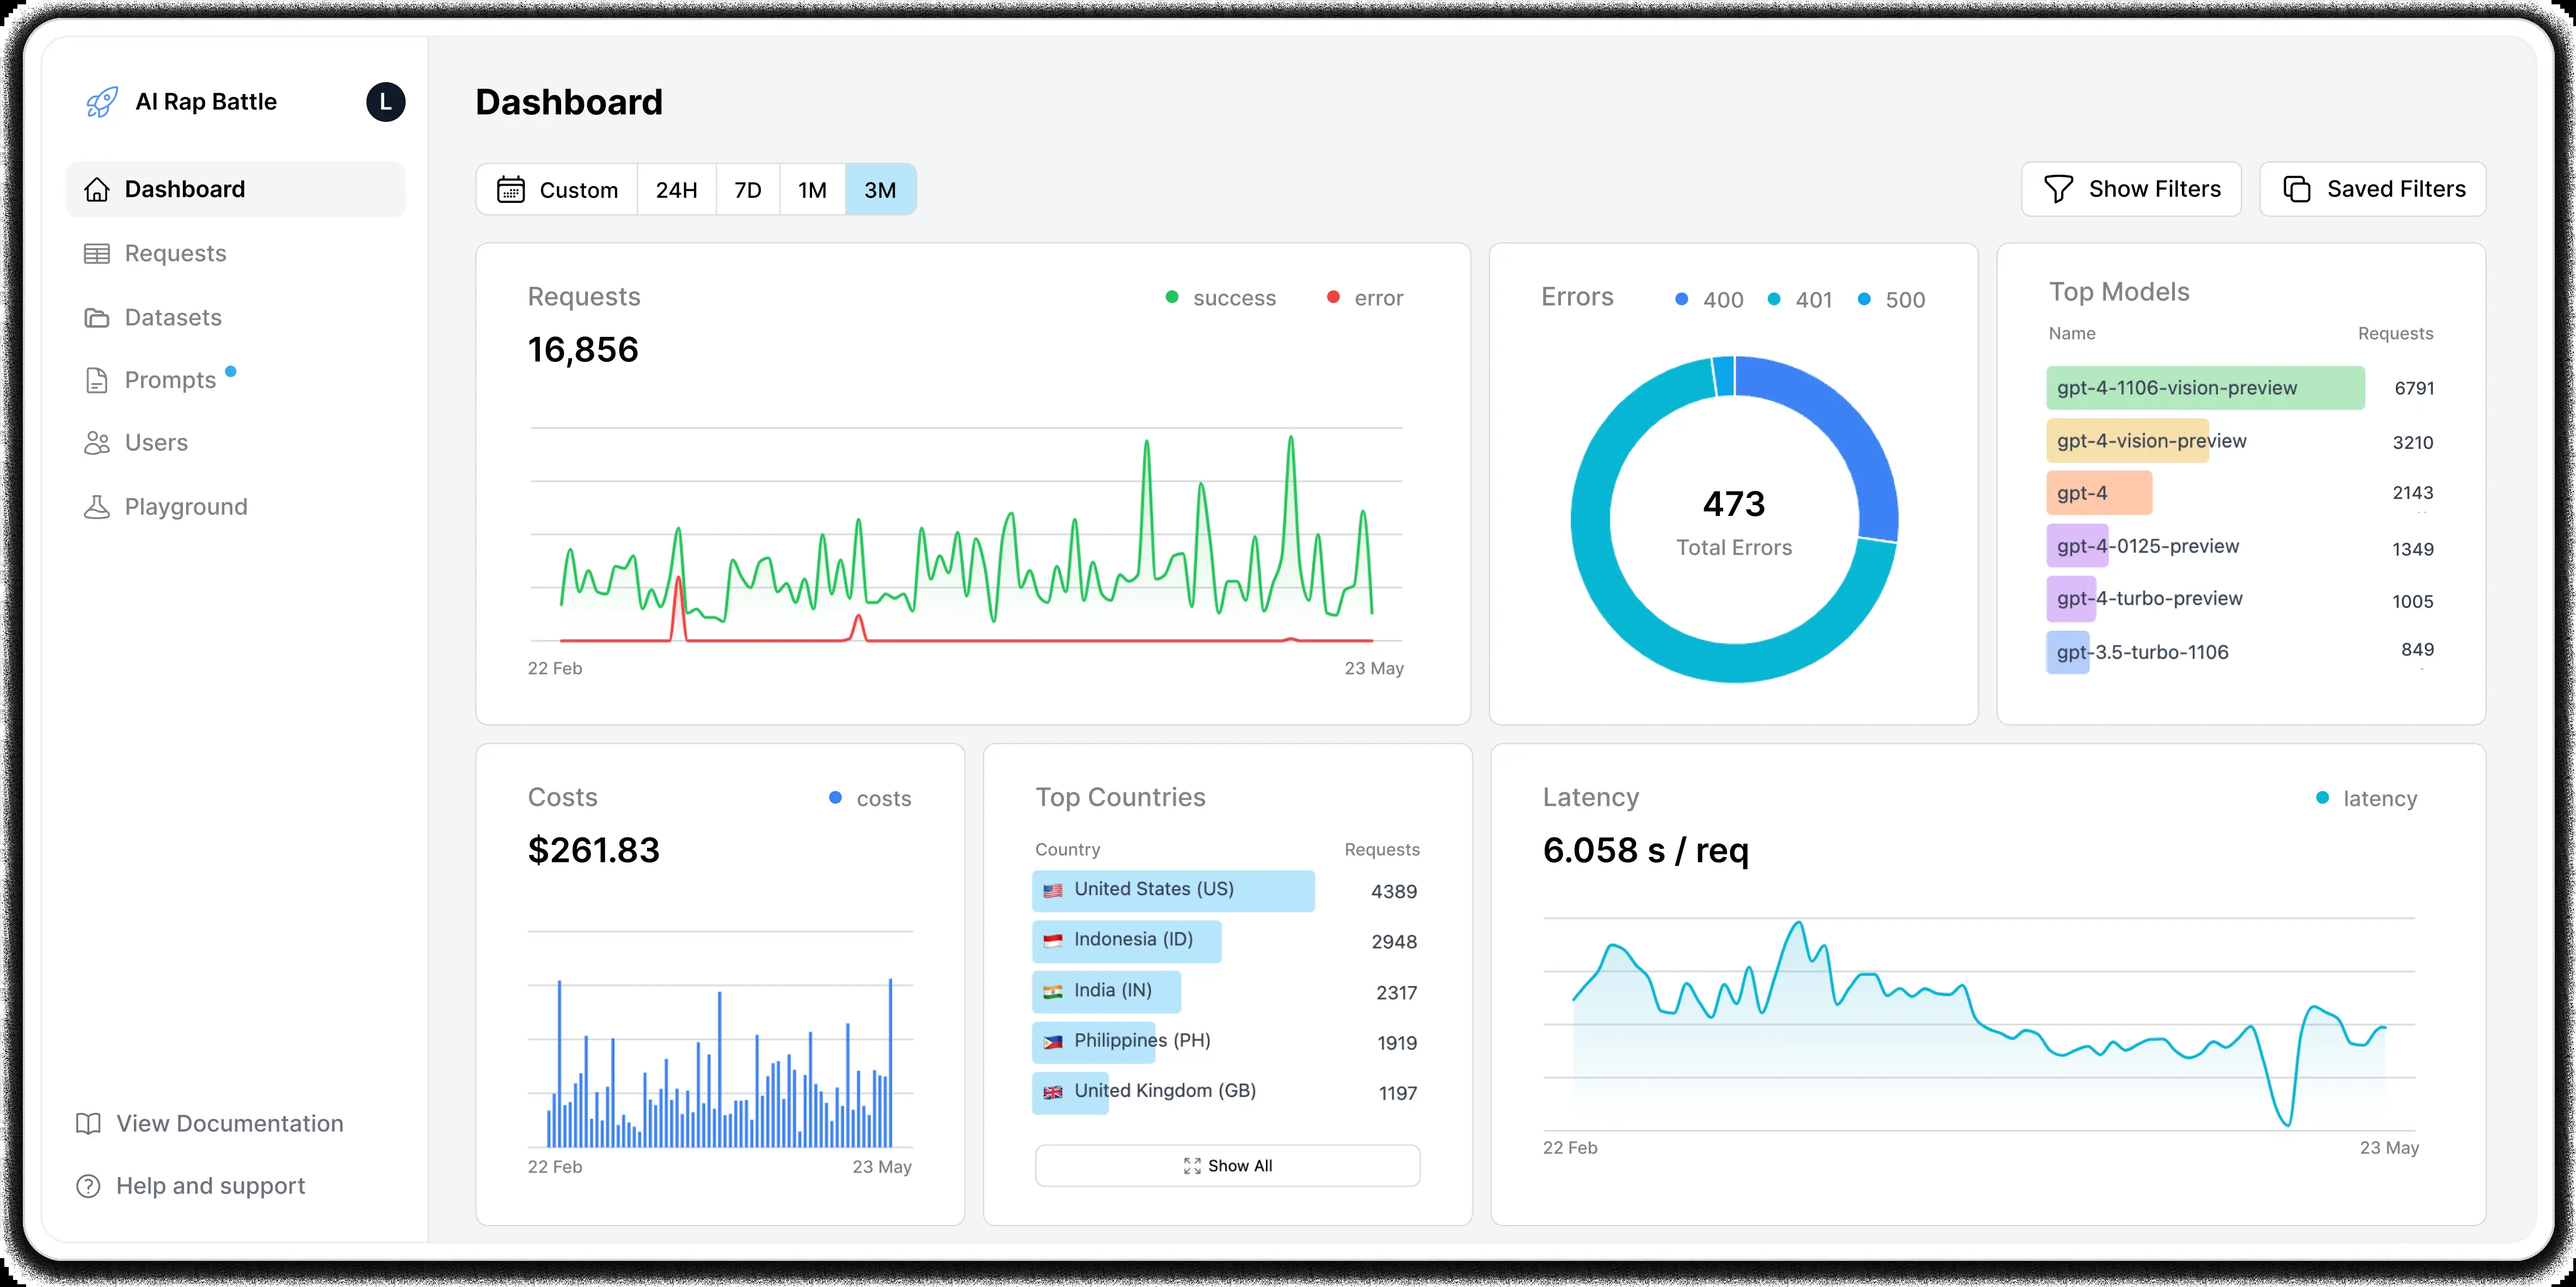 AI Rap Battle
L
Dashboard
Requests
Datasets
Prompts
Users
Playground
View Documentation
Help and support
Dashboard
Custom 24H 7D 1M 3M
Show Filters
Saved Filters
Requests
success error
16,856
22 Feb 23 May
Errors
400 401 500
473
Total Errors
Top Models
Name Requests
gpt-4-1106-vision-preview 6791
gpt-4-vision-preview 3210
gpt-4 2143
gpt-4-0125-preview 1349
gpt-4-turbo-preview 1005
gpt-3.5-turbo-1106 849
Costs
costs
$261.83
22 Feb 23 May
Top Countries
Country Requests
United States (US) 4389
Indonesia (ID) 2948
India (IN) 2317
Philippines (PH) 1919
United Kingdom (GB) 1197
Show All
Latency
latency
6.058 s / req
22 Feb 23 May